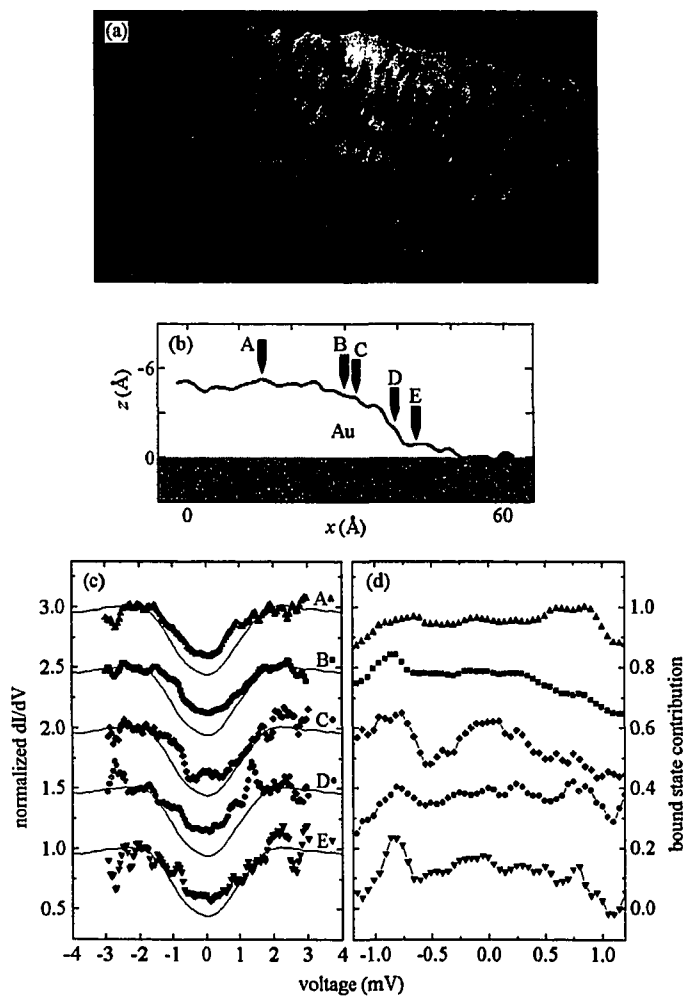 (a)
(b)
A
B
C
D
E
Au
z (Å)
-6
0
0
60
x (Å)
(c)
A▲
B■
C♦
D●
E▼
normalized dI/dV
3.0
2.5
2.0
1.5
1.0
0.5
-4 -3 -2 -1 0 1 2 3 4
(d)
1.0
0.8
0.6
0.4
0.2
0.0
bound state contribution
-1.0 -0.5 0.0 0.5 1.0
voltage (mV)